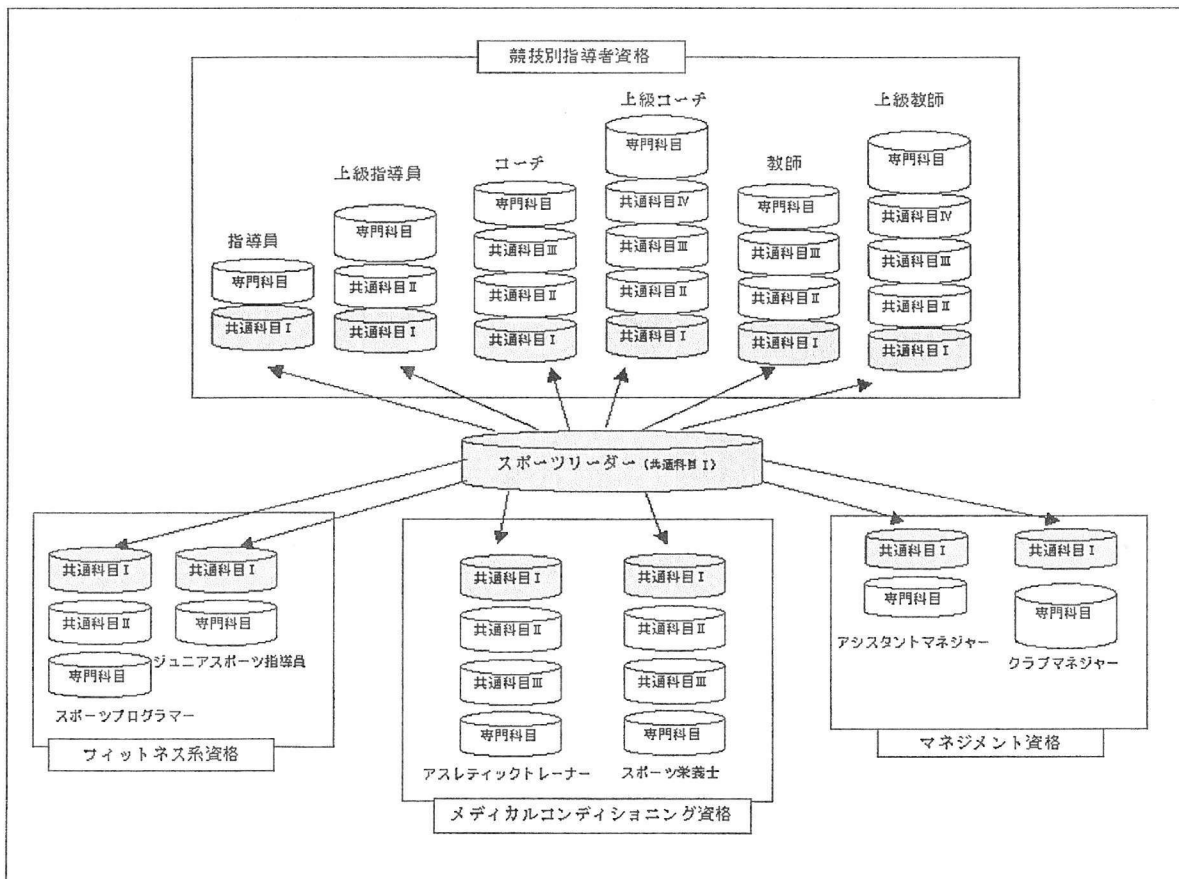 競技別指導者資格
指導員
専門科目
共通科目Ⅰ
上級指導員
専門科目
共通科目Ⅱ
共通科目Ⅰ
コーチ
専門科目
共通科目Ⅲ
共通科目Ⅱ
共通科目Ⅰ
上級コーチ
専門科目
共通科目Ⅳ
共通科目Ⅲ
共通科目Ⅱ
共通科目Ⅰ
教師
専門科目
共通科目Ⅲ
共通科目Ⅱ
共通科目Ⅰ
上級教師
専門科目
共通科目Ⅳ
共通科目Ⅲ
共通科目Ⅱ
共通科目Ⅰ
スポーツリーダー(共通科目Ⅰ)
共通科目Ⅰ
共通科目Ⅱ
専門科目
スポーツプログラマー
共通科目Ⅰ
専門科目
ジュニアスポーツ指導員
フィットネス系資格
共通科目Ⅰ
共通科目Ⅱ
共通科目Ⅲ
専門科目
アスレティックトレーナー
共通科目Ⅰ
共通科目Ⅱ
共通科目Ⅲ
専門科目
スポーツ栄養士
メディカルコンディショニング資格
共通科目Ⅰ
専門科目
アシスタントマネジャー
共通科目Ⅰ
専門科目
クラブマネジャー
マネジメント資格